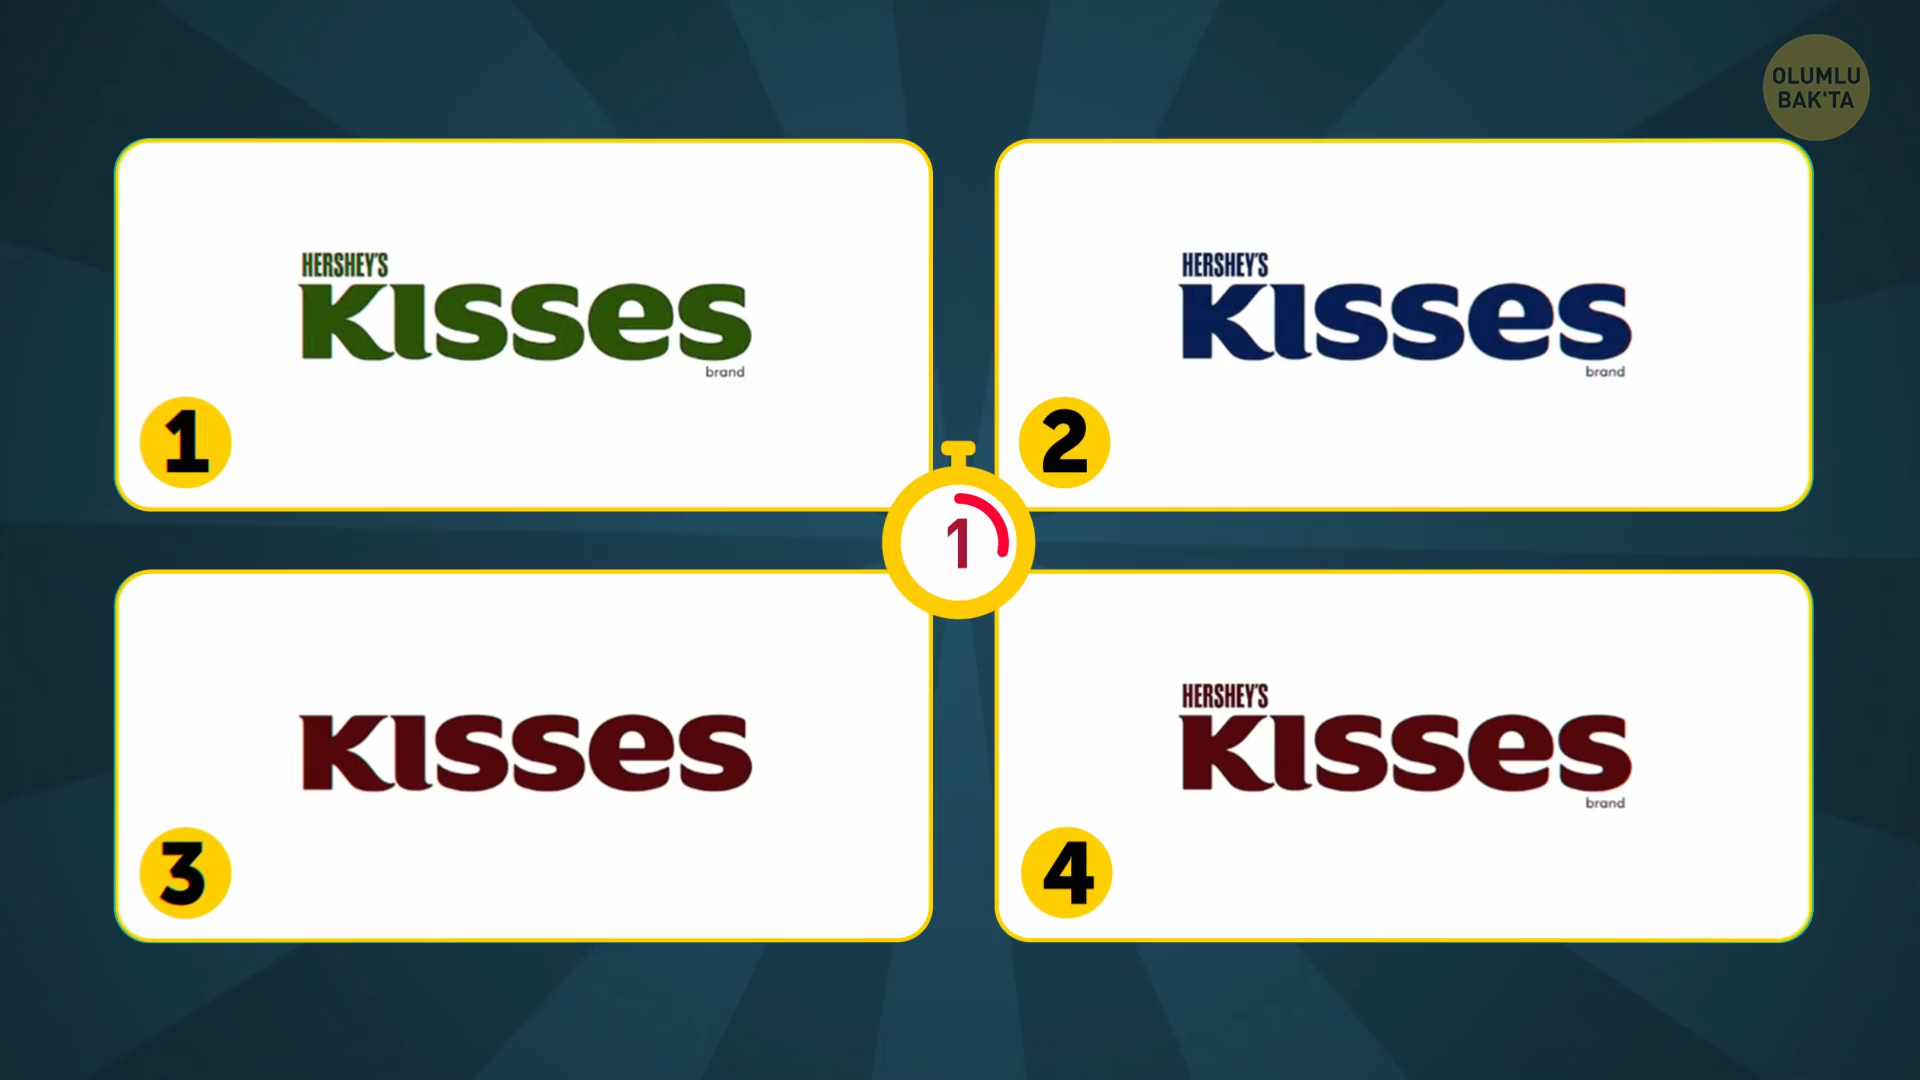 OLUMLU
BAK'TA
HERSHEY'S
KISSES
brand
1
HERSHEY'S
KISSES
brand
2
1
KISSES
3
HERSHEY'S
KISSES
brand
4